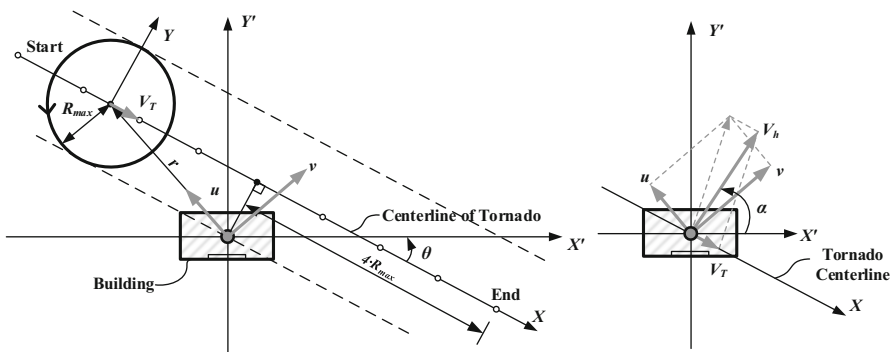 Y
Y'
Start
V_T
R_max
r
u
v
Centerline of Tornado
X'
θ
4·R_max
Building
End
X
Y'
V_h
u
v
α
X'
V_T
Tornado
Centerline
X